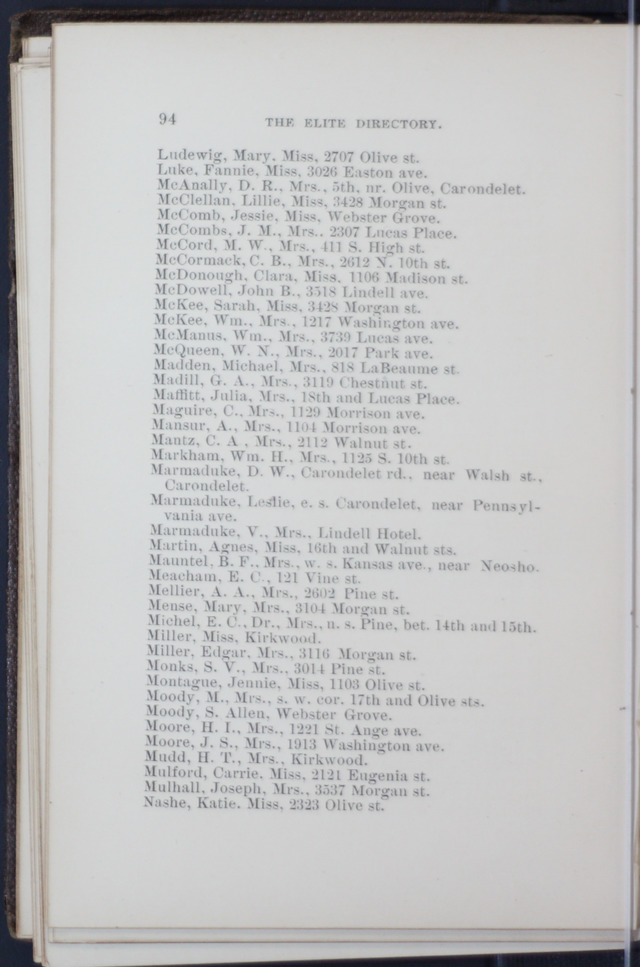 94
THE ELITE DIRECTORY.
Ludewig, Mary. Miss, 2707 Olive st.
Luke, Fannie, Miss, 3026 Easton ave.
McAnally, D. R., Mrs., 5th, nr. Olive, Carondelet.
McClellan, Lillie, Miss, 3428 Morgan st.
McComb, Jessie, Miss, Webster Grove.
McCombs, J. M., Mrs.. 2307 Lucas Place.
McCord, M. W., Mrs., 411 S. High st.
McCormack, C. B., Mrs., 2612 N. 10th st.
McDonough, Clara, Miss, 1106 Madison st.
McDowell, John B., 3518 Lindell ave.
McKee, Sarah, Miss, 3428 Morgan st.
McKee, Wm., Mrs., 1217 Washington ave.
McManus, Wm., Mrs., 3739 Lucas ave.
McQueen, W. N., Mrs., 2017 Park ave.
Madden, Michael, Mrs., 818 LaBeaume st.
Madill, G. A., Mrs., 3119 Chestnut st.
Maffitt, Julia, Mrs., 18th and Lucas Place.
Maguire, C., Mrs., 1129 Morrison ave.
Mansur, A., Mrs., 1104 Morrison ave.
Mantz, C. A , Mrs., 2112 Walnut st.
Markham, Wm. H., Mrs., 1125 S. 10th st.
Marmaduke, D. W., Carondelet rd., near Walsh st.,
Carondelet.
Marmaduke, Leslie, e. s. Carondelet, near Pennsyl-
vania ave.
Marmaduke, V., Mrs., Lindell Hotel.
Martin, Agnes, Miss, 16th and Walnut sts.
Mauntel, B. F., Mrs., w. s. Kansas ave., near Neosho.
Meacham, E. C., 121 Vine st.
Mellier, A. A., Mrs., 2602 Pine st.
Mense, Mary, Mrs., 3104 Morgan st.
Michel, E. C., Dr., Mrs., n. s. Pine, bet. 14th and 15th.
Miller, Miss, Kirkwood.
Miller, Edgar. Mrs., 3116 Morgan st.
Monks, S. V., Mrs., 3014 Pine st.
Montague, Jennie, Miss, 1103 Olive st.
Moody, M., Mrs., s. w. cor. 17th and Olive sts.
Moody, S. Allen, Webster Grove.
Moore, H. I., Mrs., 1221 St. Ange ave.
Moore, J. S., Mrs., 1913 Washington ave.
Mudd, H. T., Mrs., Kirkwood.
Mulford, Carrie. Miss, 2121 Eugenia st.
Mulhall, Joseph, Mrs., 3537 Morgan st.
Nashe, Katie. Miss, 2323 Olive st.